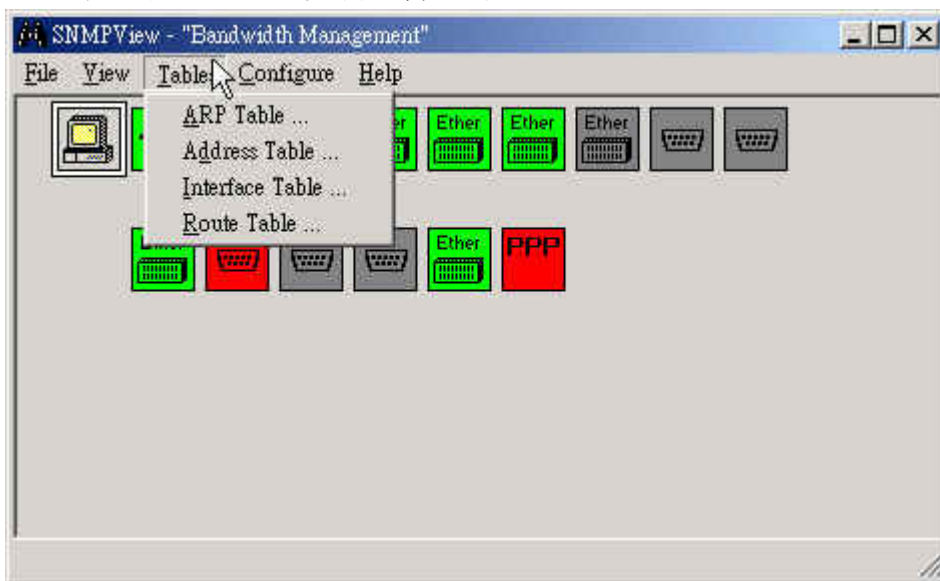 SNMPView - "Bandwidth Management"
File View Tables Configure Help
ARP Table ...
Address Table ...
Interface Table ...
Route Table ...
Ether Ether Ether
Ether PPP